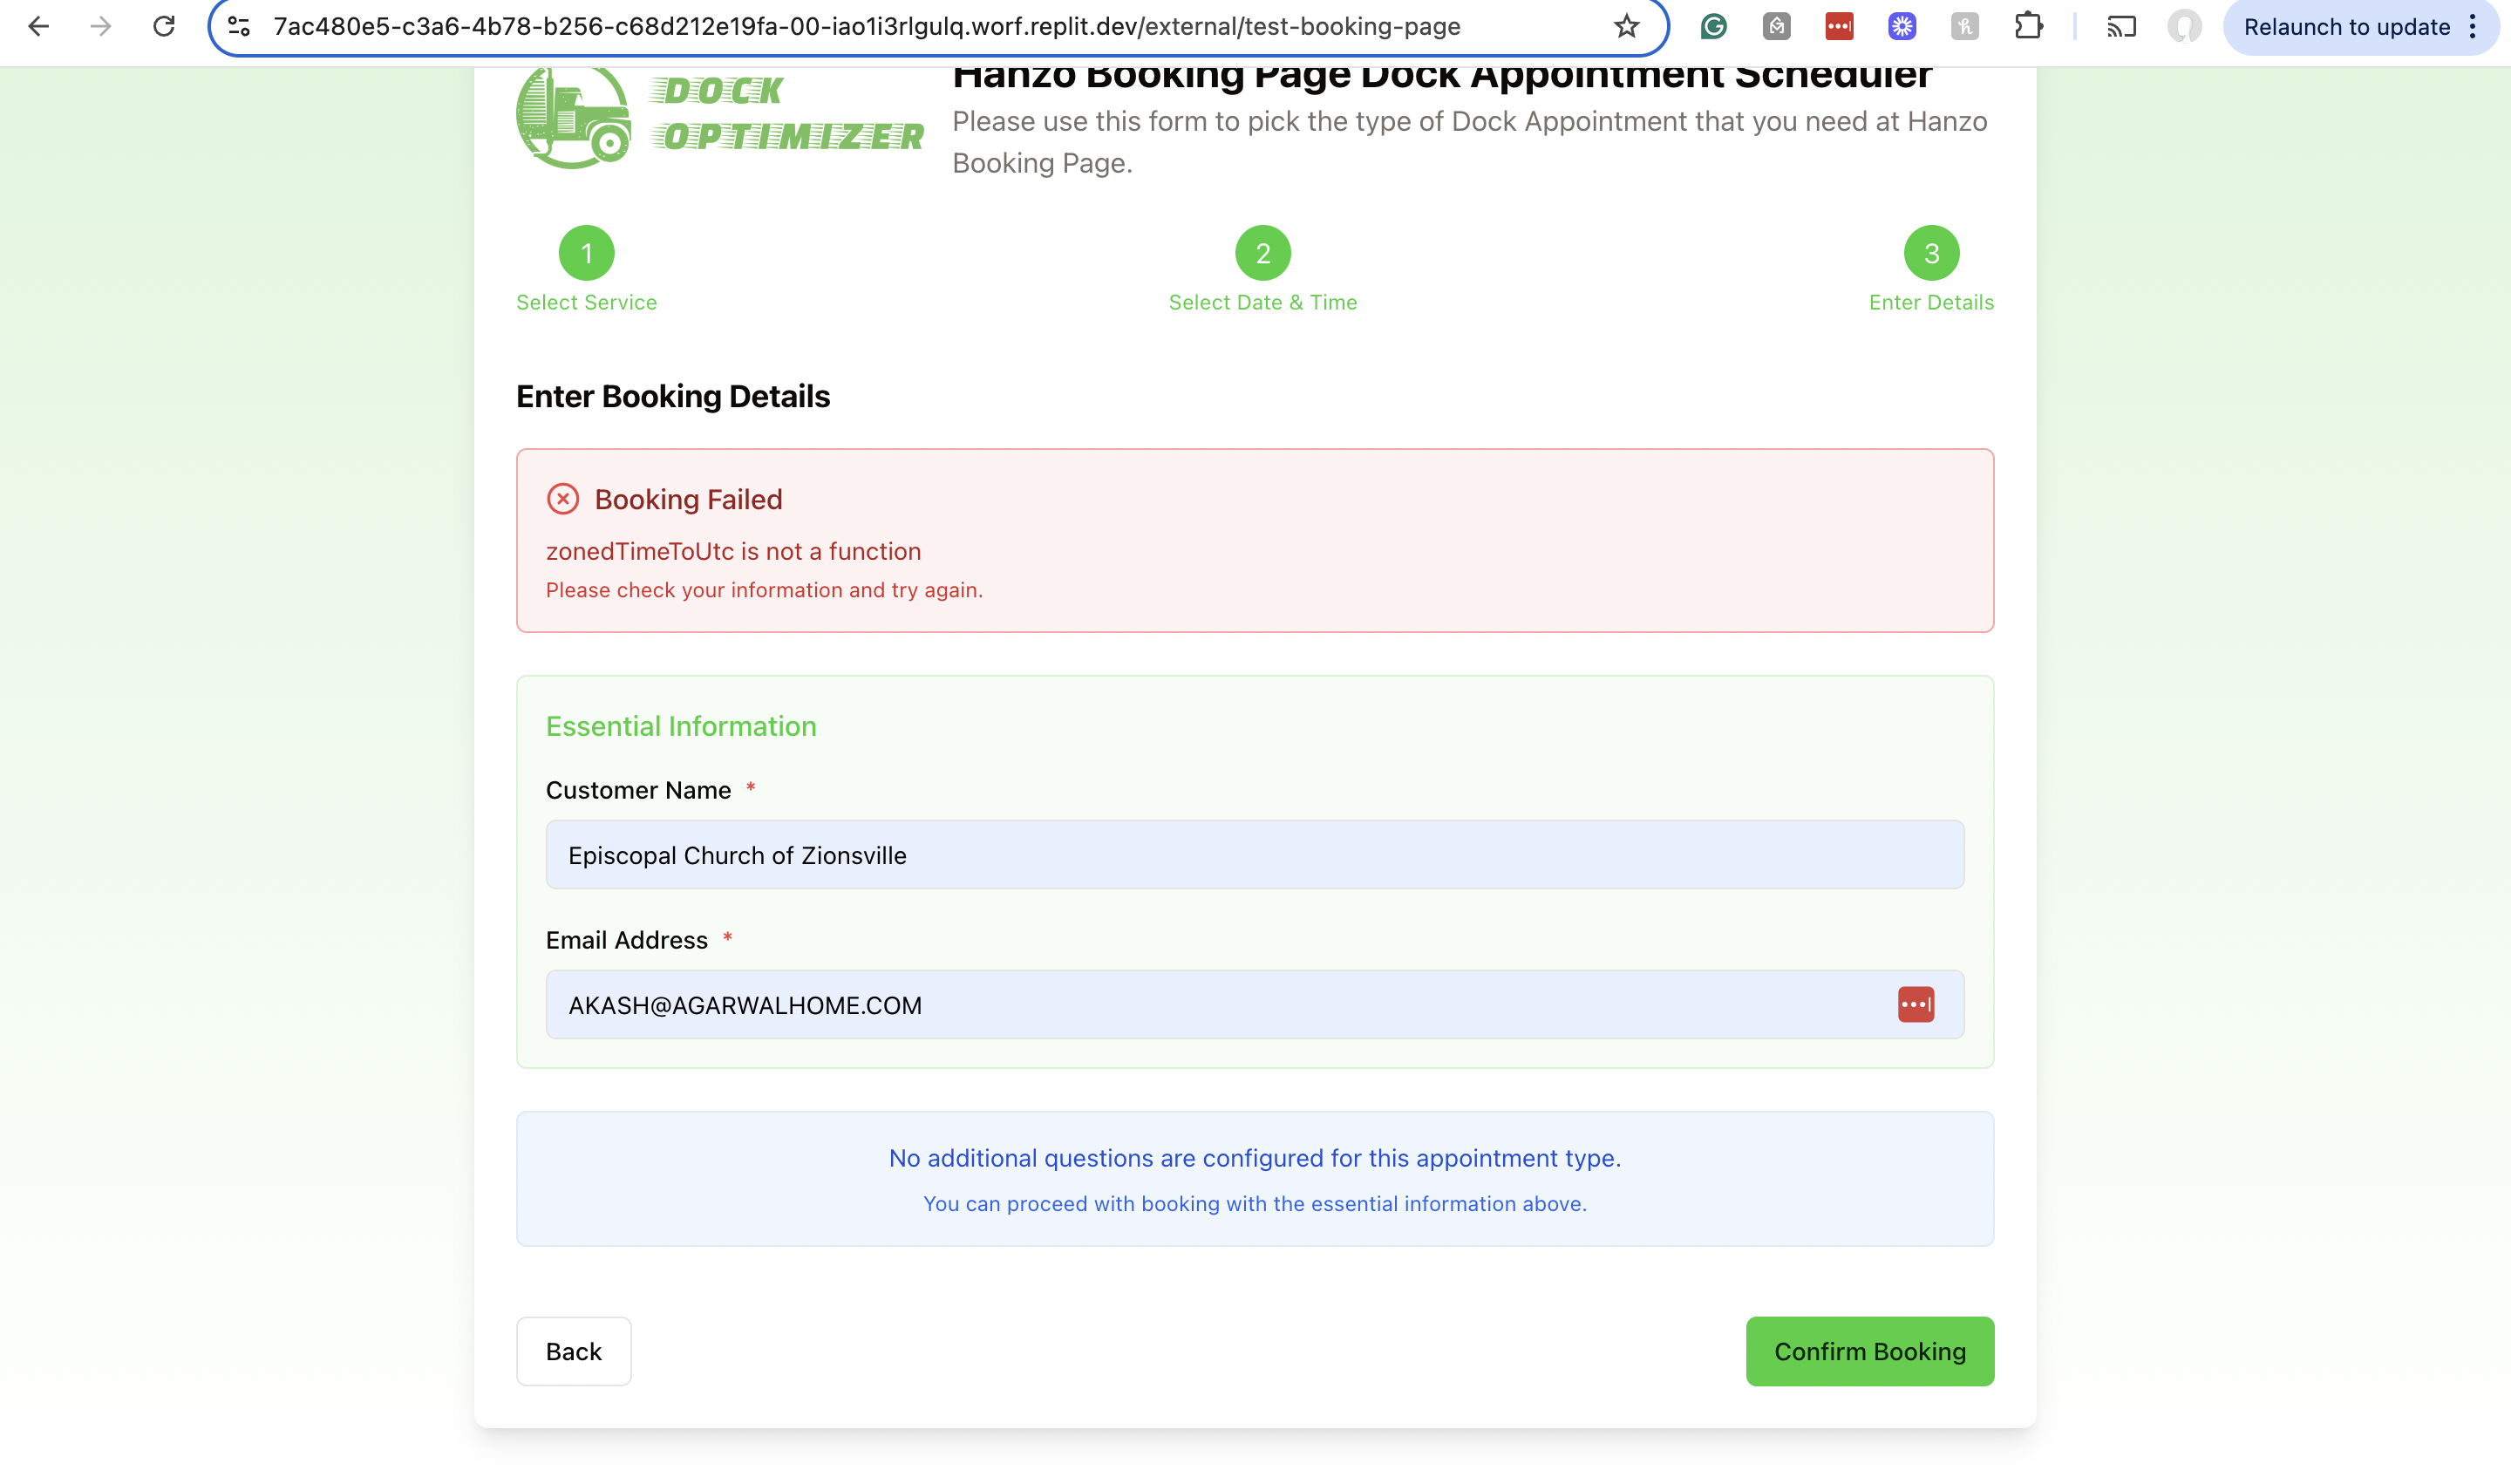 7ac480e5-c3a6-4b78-b256-c68d212e19fa-00-iao1i3rlgulq.worf.replit.dev/external/test-booking-page
Relaunch to update
DOCK
OPTIMIZER
Hanzo Booking Page Dock Appointment Scheduler
Please use this form to pick the type of Dock Appointment that you need at Hanzo
Booking Page.
1
2
3
Select Service
Select Date & Time
Enter Details
Enter Booking Details
Booking Failed
zonedTimeToUtc is not a function
Please check your information and try again.
Essential Information
Customer Name *
Episcopal Church of Zionsville
Email Address *
AKASH@AGARWALHOME.COM
No additional questions are configured for this appointment type.
You can proceed with booking with the essential information above.
Back
Confirm Booking